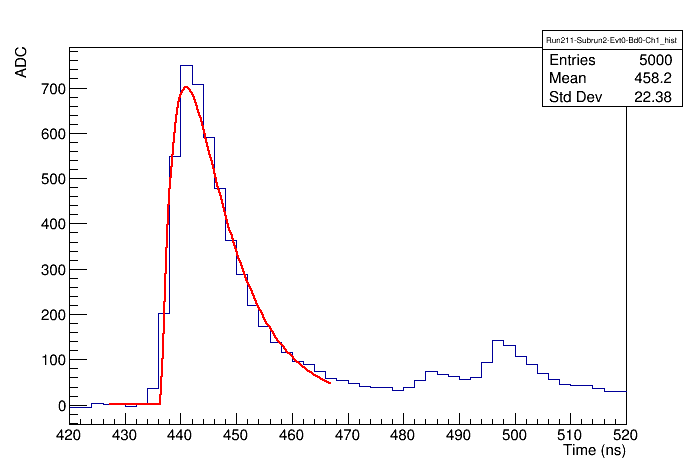 Run211-Subrun2-Evt0-Bd0-Ch1_hist
Entries 5000
Mean 458.2
Std Dev 22.38
ADC
700
600
500
400
300
200
100
0
420 430 440 450 460 470 480 490 500 510 520
Time (ns)